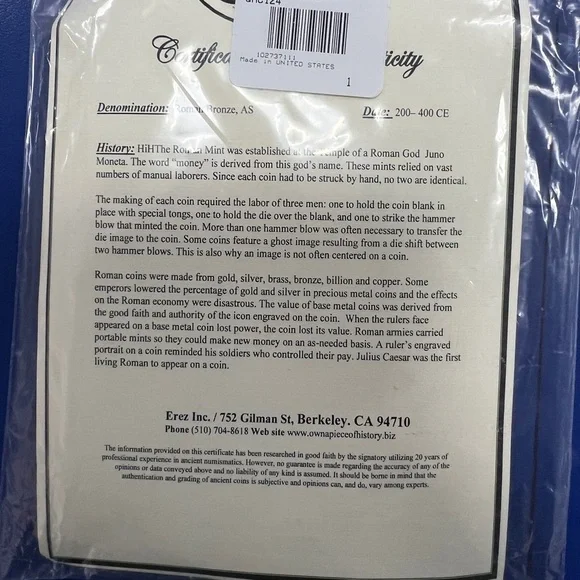 anc124
102737111
Made in UNITED STATES
1
Certifica icity
Denomination: Roman Bronze, AS Date: 200– 400 CE
History: HiHThe Roman Mint was established at the Temple of a Roman God Juno
Moneta. The word “money” is derived from this god’s name. These mints relied on vast
numbers of manual laborers. Since each coin had to be struck by hand, no two are identical.
The making of each coin required the labor of three men: one to hold the coin blank in
place with special tongs, one to hold the die over the blank, and one to strike the hammer
blow that minted the coin. More than one hammer blow was often necessary to transfer the
die image to the coin. Some coins feature a ghost image resulting from a die shift between
two hammer blows. This is also why an image is not often centered on a coin.
Roman coins were made from gold, silver, brass, bronze, billion and copper. Some
emperors lowered the percentage of gold and silver in precious metal coins and the effects
on the Roman economy were disastrous. The value of base metal coins was derived from
the good faith and authority of the icon engraved on the coin. When the rulers face
appeared on a base metal coin lost power, the coin lost its value. Roman armies carried
portable mints so they could make new money on an as-needed basis. A ruler’s engraved
portrait on a coin reminded his soldiers who controlled their pay. Julius Caesar was the first
living Roman to appear on a coin.
Erez Inc. / 752 Gilman St, Berkeley. CA 94710
Phone (510) 704-8618 Web site www.ownapieceofhistory.biz
The information provided on this certificate has been researched in good faith by the signatory utilizing 20 years of
professional experience in ancient numismatics. However, no guarantee is made regarding the accuracy of any of the
opinions or data conveyed above and no liability of any kind is assumed. It should be borne in mind that the
authentication and grading of ancient coins is subjective and opinions can, and do, vary among experts.